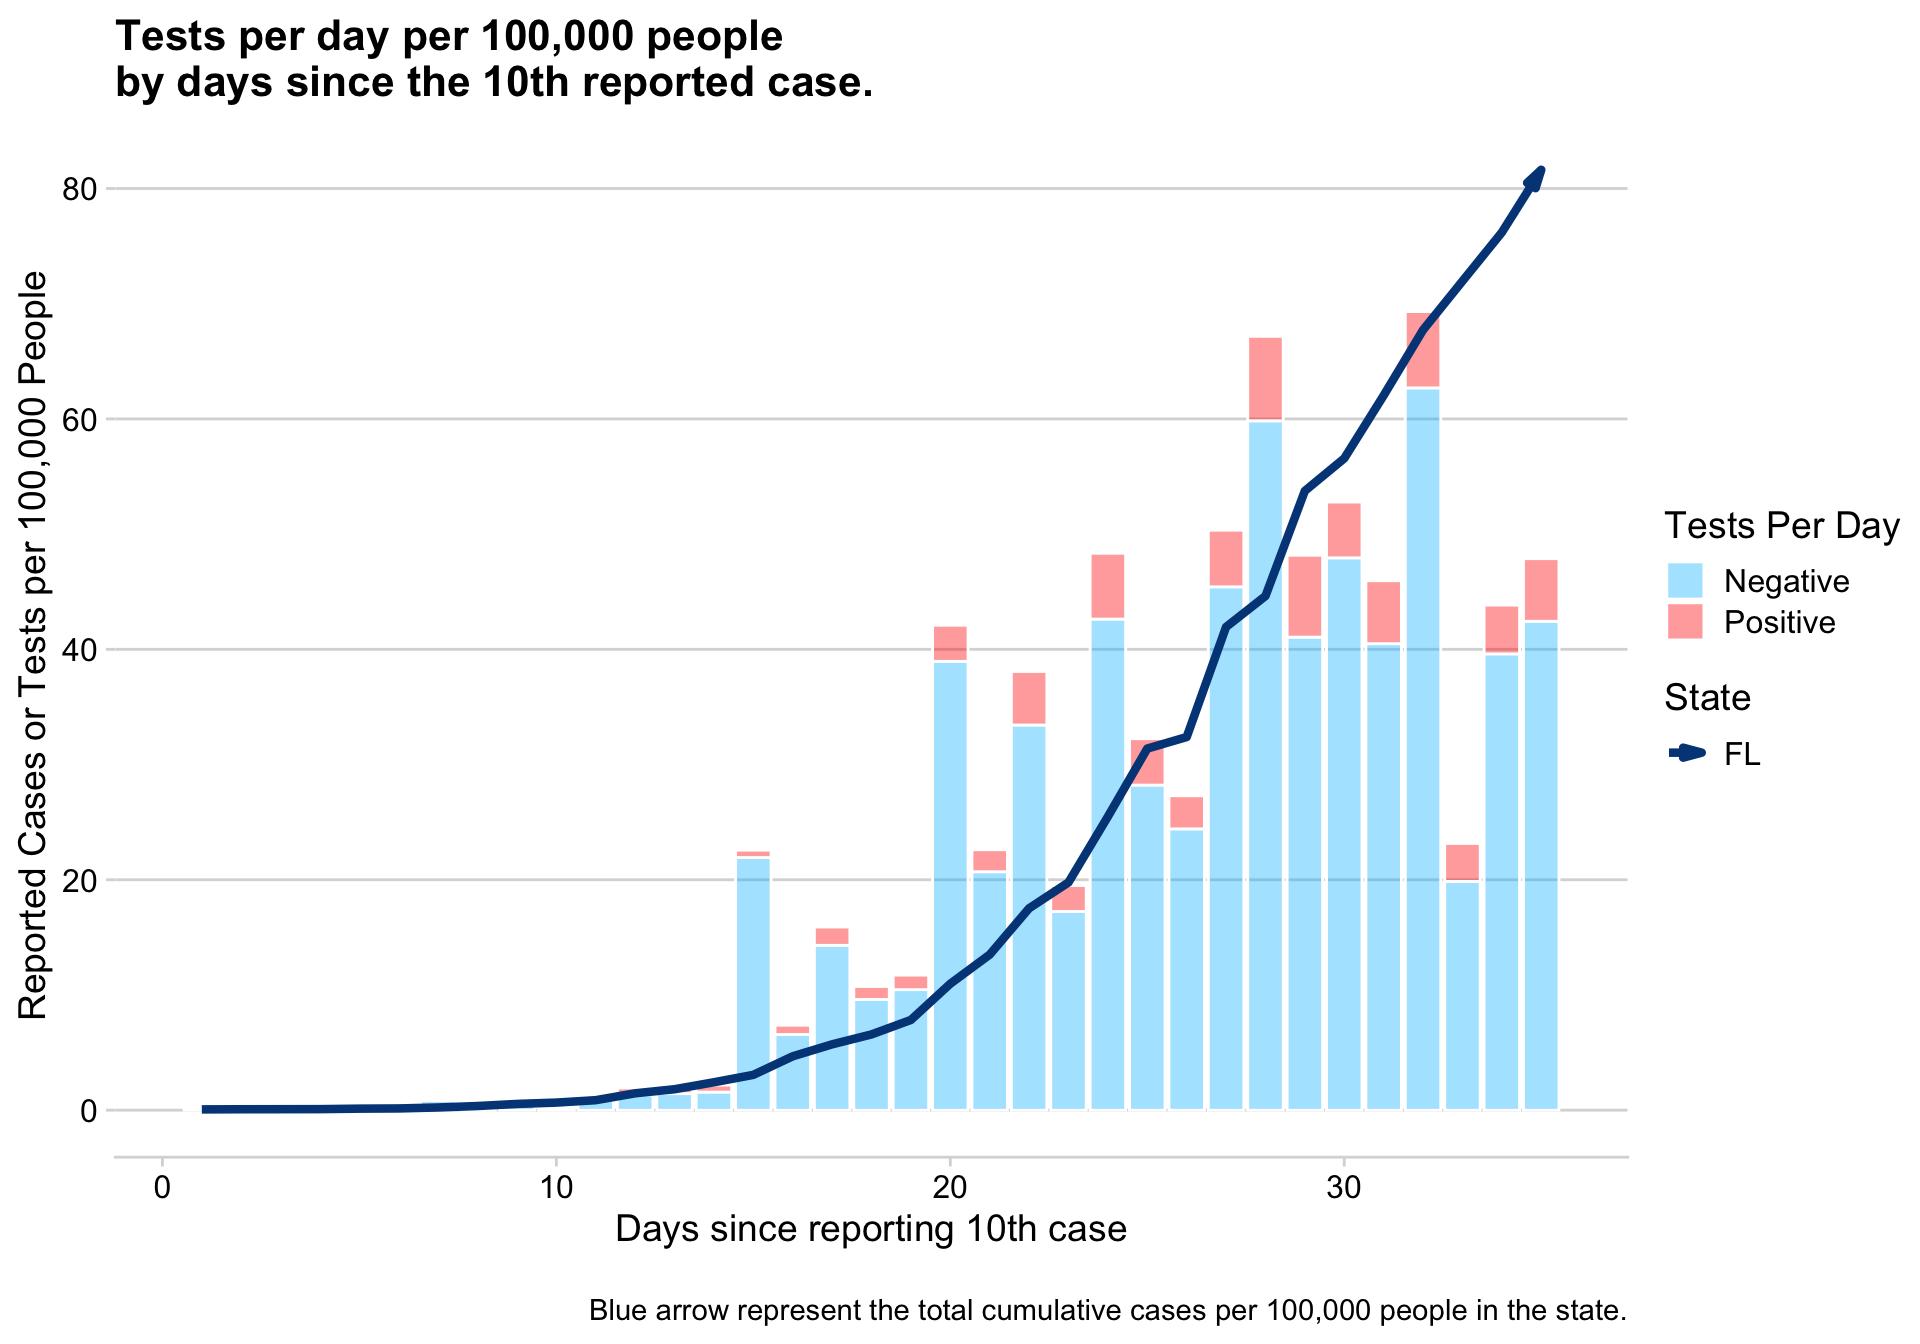 Tests per day per 100,000 people
by days since the 10th reported case.
Reported Cases or Tests per 100,000 People
80
60
40
20
0
0
10
20
30
Days since reporting 10th case
Tests Per Day
Negative
Positive
State
FL
Blue arrow represent the total cumulative cases per 100,000 people in the state.